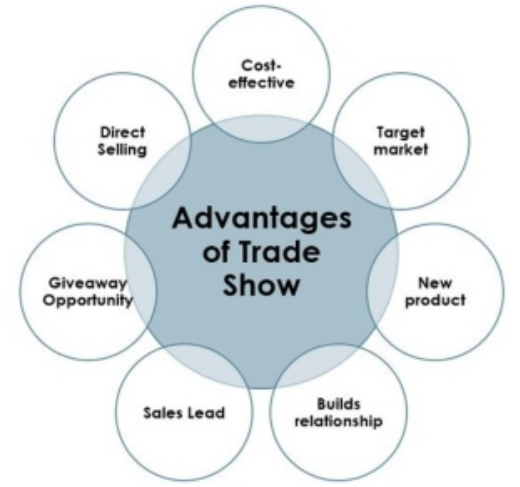 Cost-
effective
Target
market
New
product
Builds
relationship
Sales Lead
Giveaway
Opportunity
Direct
Selling
Advantages
of Trade
Show